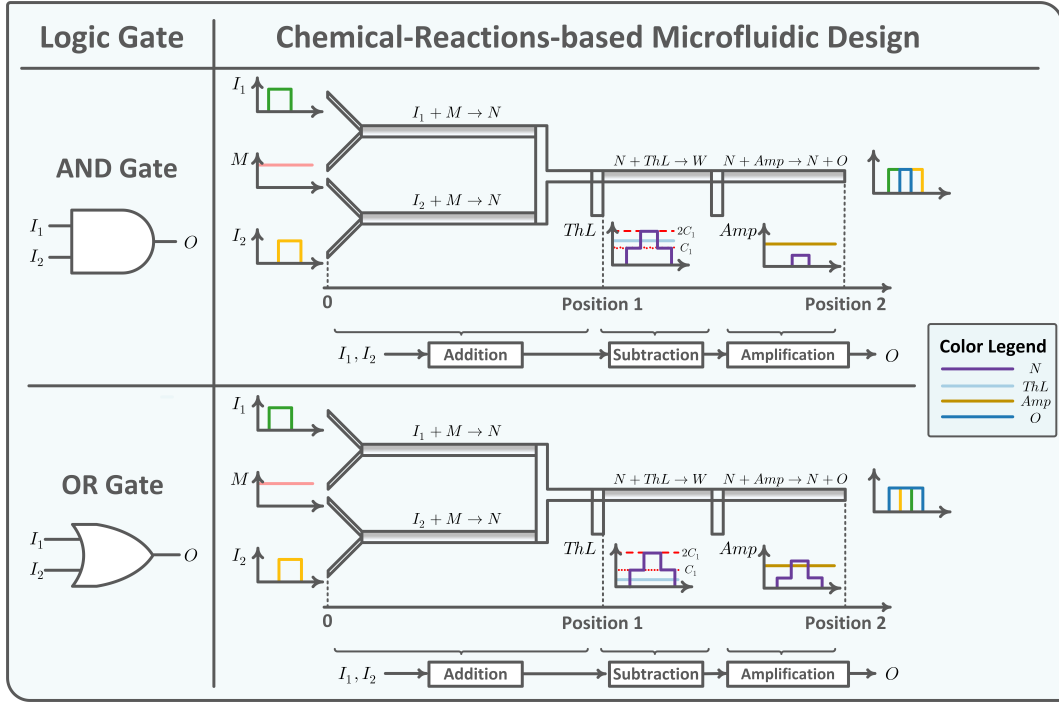 Logic Gate
Chemical-Reactions-based Microfluidic Design
AND Gate
I₁
I₂
O
I₁
M
I₂
I₁ + M → N
I₂ + M → N
N + ThL → W
N + Amp → N + O
ThL
2C₁
C₁
Amp
0
Position 1
Position 2
I₁, I₂
Addition
Subtraction
Amplification
O
Color Legend
N
ThL
Amp
O
OR Gate
I₁
I₂
O
I₁
M
I₂
I₁ + M → N
I₂ + M → N
N + ThL → W
N + Amp → N + O
ThL
2C₁
C₁
Amp
0
Position 1
Position 2
I₁, I₂
Addition
Subtraction
Amplification
O